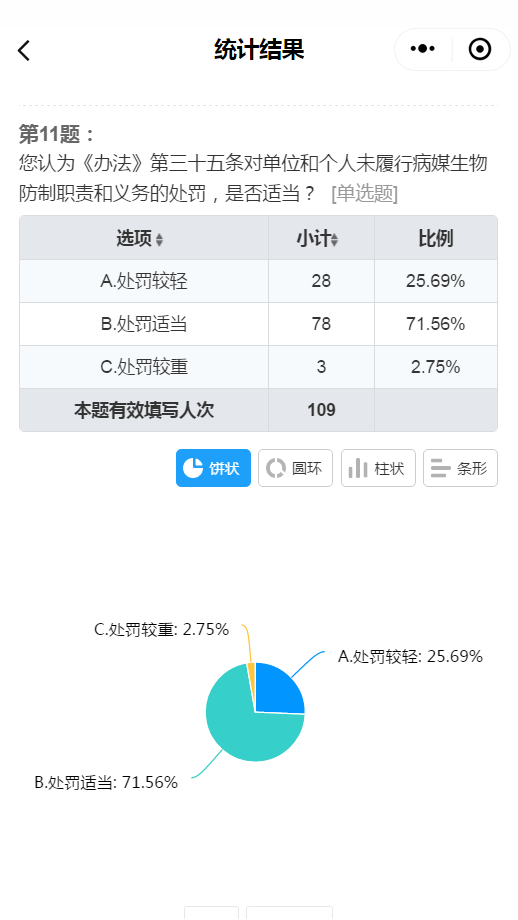 统计结果
第11题：
您认为《办法》第三十五条对单位和个人未履行病媒生物
防制职责和义务的处罚，是否适当？ [单选题]
选项 小计 比例
A.处罚较轻 28 25.69%
B.处罚适当 78 71.56%
C.处罚较重 3 2.75%
本题有效填写人次 109
饼状 圆环 柱状 条形
C.处罚较重: 2.75%
A.处罚较轻: 25.69%
B.处罚适当: 71.56%